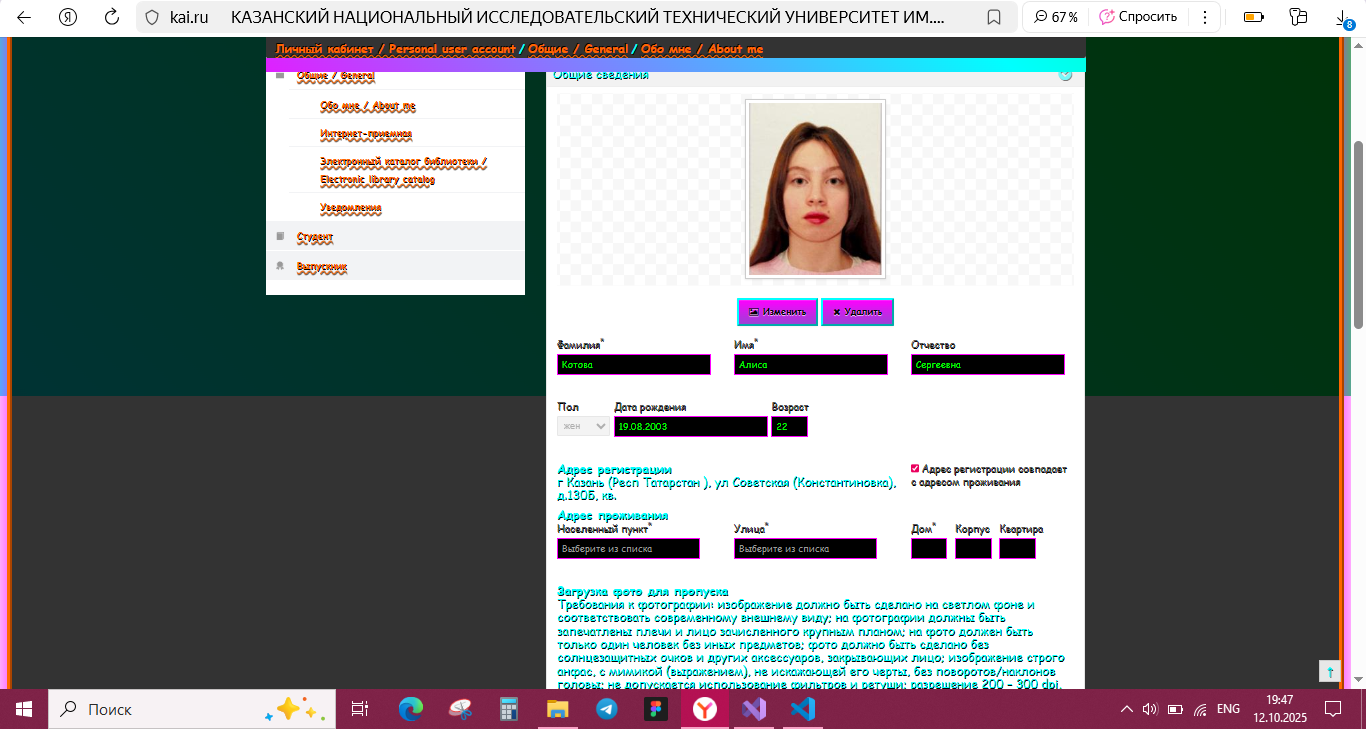 kai.ru КАЗАНСКИЙ НАЦИОНАЛЬНЫЙ ИССЛЕДОВАТЕЛЬСКИЙ ТЕХНИЧЕСКИЙ УНИВЕРСИТЕТ ИМ....
67 %
Спросить
8
Личный кабинет / Personal user account / Общие / General / Обо мне / About me
Общие / General
Обо мне / About me
Интернет-приемная
Электронный каталог библиотеки /
Electronic library catalog
Уведомления
Студент
Выпускник
Общие сведения
Изменить
Удалить
Фамилия* Имя* Отчество
Котова Алиса Сергеевна
Пол Дата рождения Возраст
жен 19.08.2003 22
Адрес регистрации
г Казань (Респ Татарстан ), ул Советская (Константиновка),
д.130Б, кв.
Адрес регистрации совпадает
с адресом проживания
Адрес проживания
Населенный пункт* Улица* Дом* Корпус Квартира
Выберите из списка Выберите из списка
Загрузка фото для пропуска
Требования к фотографии: изображение должно быть сделано на светлом фоне и
соответствовать современному внешнему виду; на фотографии должны быть
запечатлены плечи и лицо зачисленного крупным планом; на фото должен быть
только один человек без иных предметов; фото должно быть сделано без
солнцезащитных очков и других аксессуаров, закрывающих лицо; изображение строго
анфас, с мимикой (выражением), не искажающей его черты, без поворотов/наклонов
головы; не допускается использование фильтров и ретуши; разрешение 200 - 300 dpi,
Поиск
ENG
19:47
12.10.2025